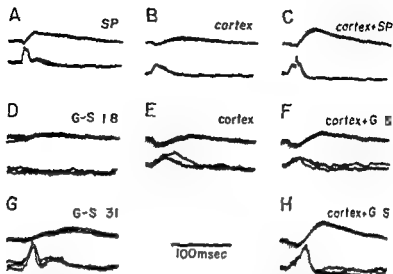 A SP
B cortex
C cortex+SP
D G-S 18
E cortex
F cortex+G
G G-S 31
H cortex+G S
100msec